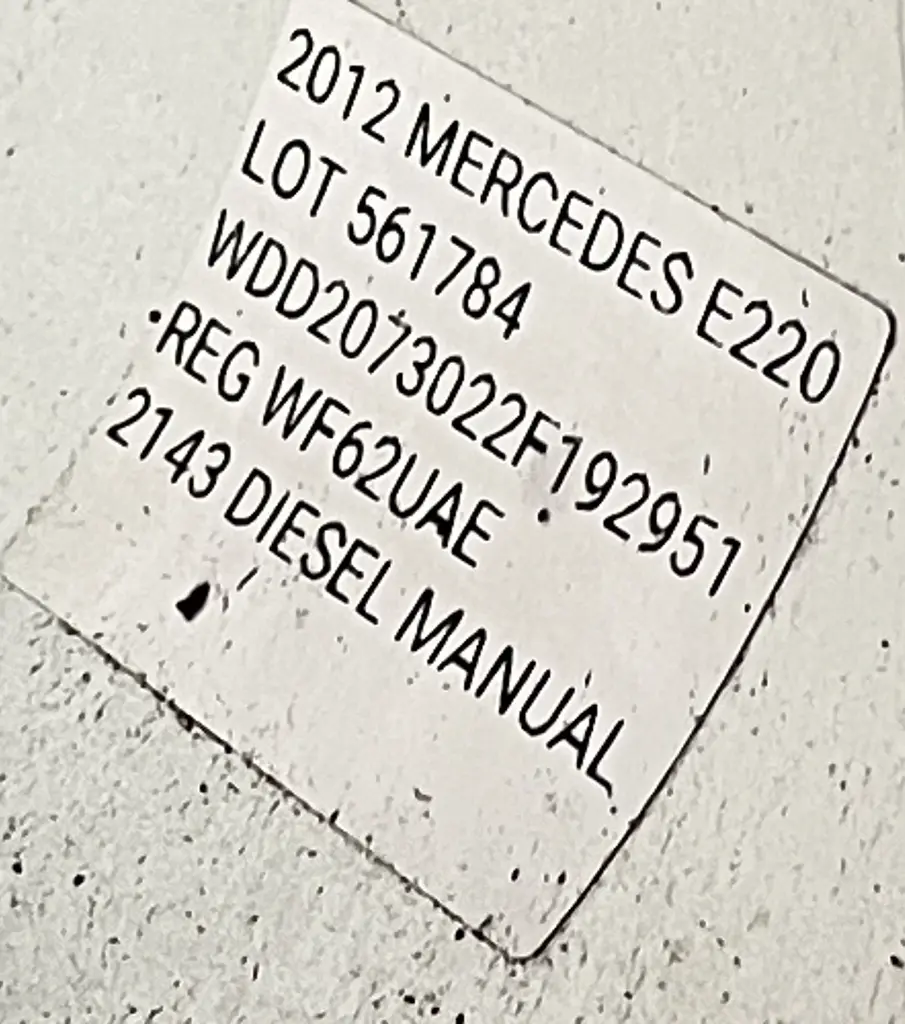 2012 MERCEDES E220
LOT 561784
WDD2073022F192951
REG WF62UAE
2143 DIESEL MANUAL